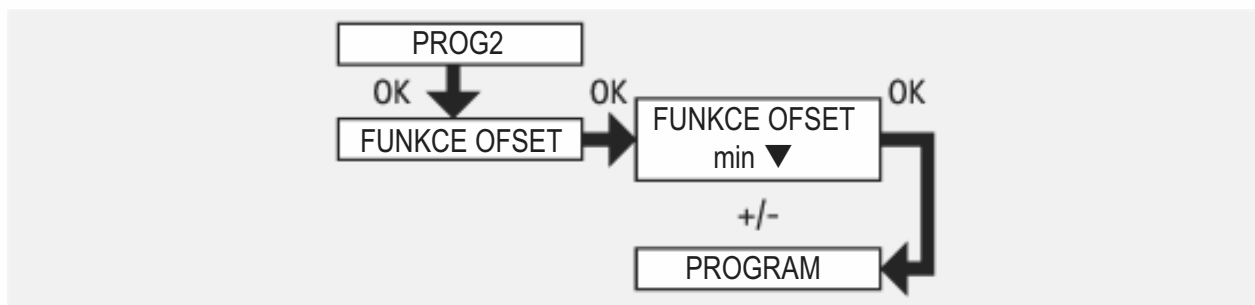 PROG2
OK
FUNKCE OFSET
OK
FUNKCE OFSET
min ▼
OK
+/-
PROGRAM